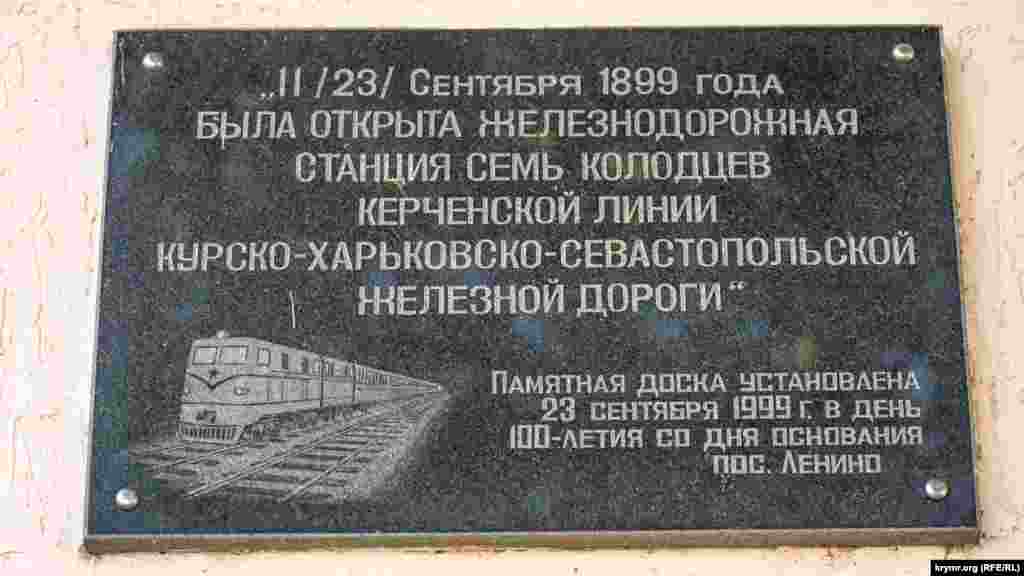 „11/23/ Сентября 1899 года
была открыта железнодорожная
станция Семь Колодцев
Керченской линии
Курско-Харьковско-Севастопольской
железной дороги“
Памятная доска установлена
23 сентября 1999 г. в день
100-летия со дня основания
пос. Ленино
krymr.org (RFE/RL)